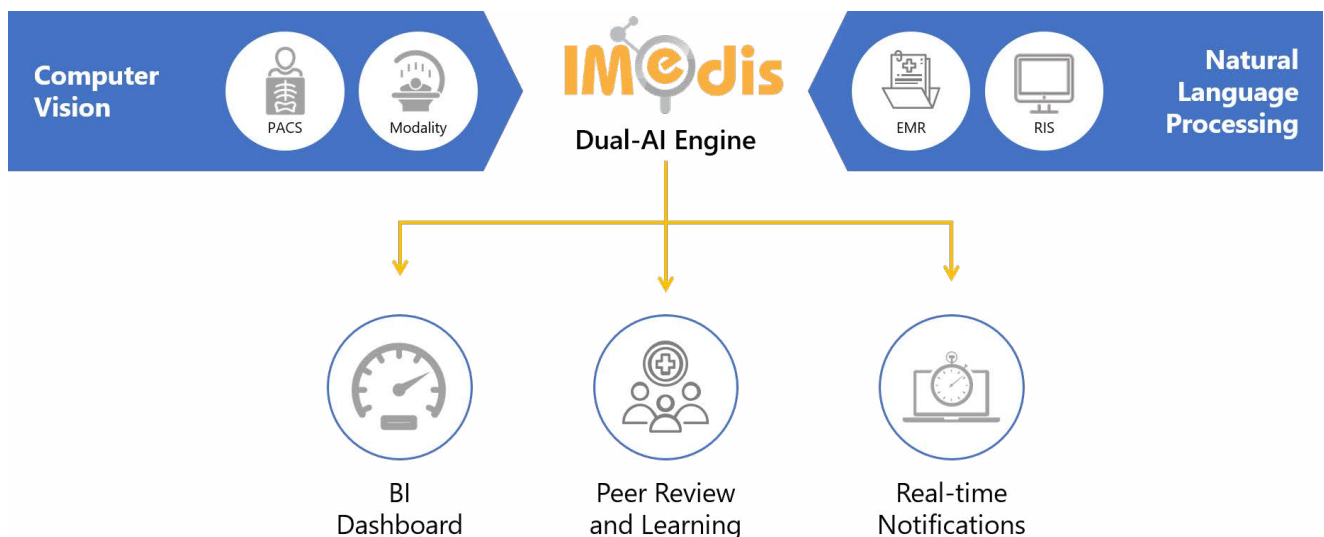 Computer
Vision
PACS
Modality
IMedis
Dual-AI Engine
EMR
RIS
Natural
Language
Processing
BI
Dashboard
Peer Review
and Learning
Real-time
Notifications